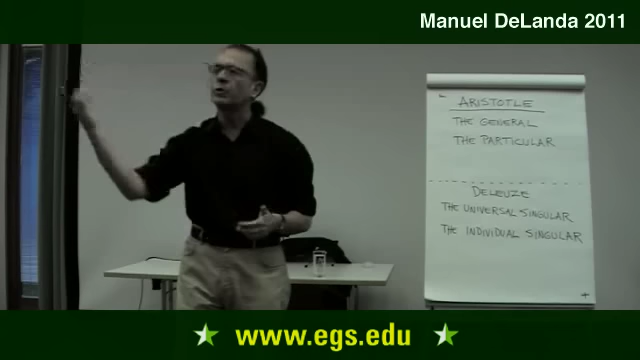 Manuel DeLanda 2011
ARISTOTLE
THE GENERAL
THE PARTICULAR
DELEUZE
THE UNIVERSAL SINGULAR
THE INDIVIDUAL SINGULAR
www.egs.edu